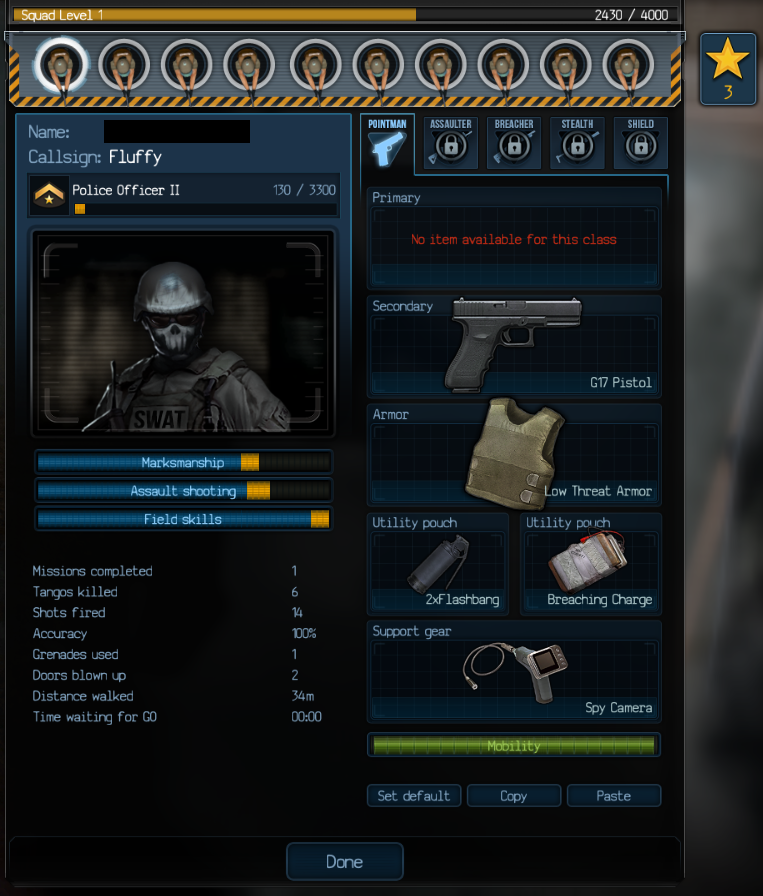 Squad Level 1 2430 / 4000
3
Name:
Callsign: Fluffy
Police Officer II 130 / 3300
SWAT
Marksmanship
Assault shooting
Field skills
Missions completed 1
Tangos killed 6
Shots fired 14
Accuracy 100%
Grenades used 1
Doors blown up 2
Distance walked 34m
Time waiting for GO 00:00
POINTMAN ASSAULTER BREACHER STEALTH SHIELD
Primary
No item available for this class
Secondary
G17 Pistol
Armor
Low Threat Armor
Utility pouch Utility pouch
2xFlashbang Breaching Charge
Support gear
Spy Camera
Mobility
Set default Copy Paste
Done